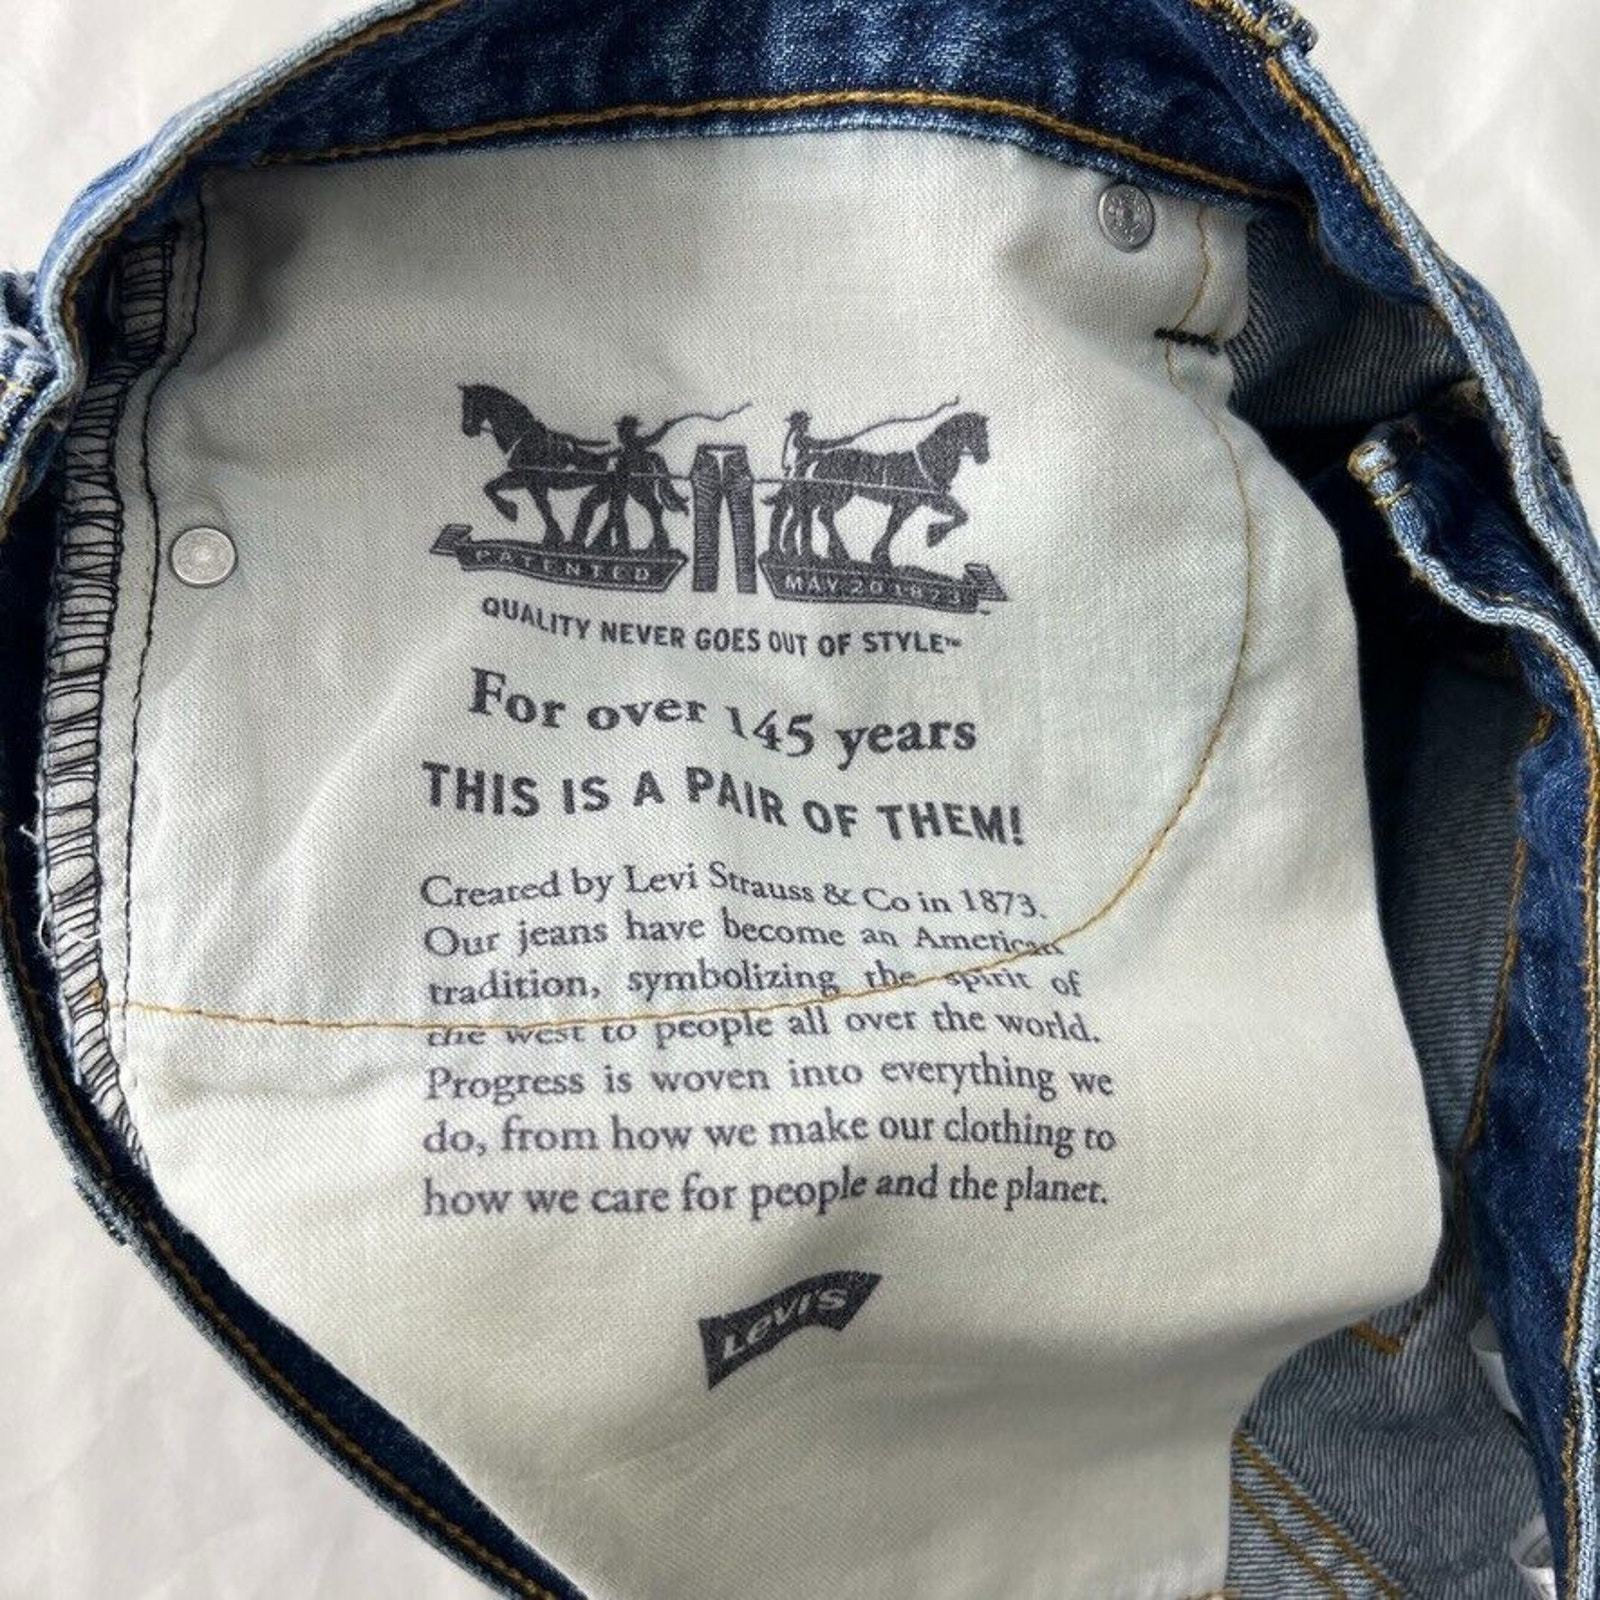 PATENTED MAY 20 1873
QUALITY NEVER GOES OUT OF STYLE™
For over 145 years
THIS IS A PAIR OF THEM!
Created by Levi Strauss & Co in 1873.
Our jeans have become an American
tradition, symbolizing the spirit of
the west to people all over the world.
Progress is woven into everything we
do, from how we make our clothing to
how we care for people and the planet.
Levi's